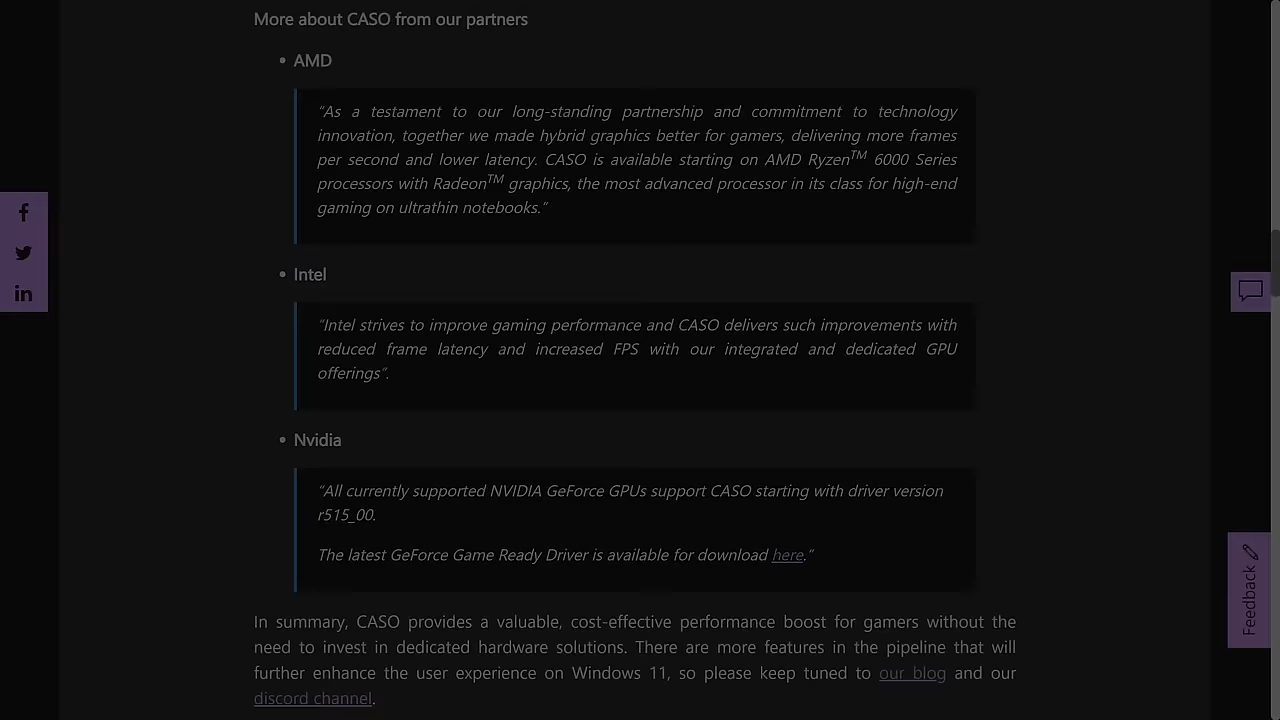 More about CASO from our partners
• AMD
“As a testament to our long-standing partnership and commitment to technology
innovation, together we made hybrid graphics better for gamers, delivering more frames
per second and lower latency. CASO is available starting on AMD Ryzen™ 6000 Series
processors with Radeon™ graphics, the most advanced processor in its class for high-end
gaming on ultrathin notebooks.”
• Intel
“Intel strives to improve gaming performance and CASO delivers such improvements with
reduced frame latency and increased FPS with our integrated and dedicated GPU
offerings”.
• Nvidia
“All currently supported NVIDIA GeForce GPUs support CASO starting with driver version
r515_00.
The latest GeForce Game Ready Driver is available for download here.“
In summary, CASO provides a valuable, cost-effective performance boost for gamers without the
need to invest in dedicated hardware solutions. There are more features in the pipeline that will
further enhance the user experience on Windows 11, so please keep tuned to our blog and our
discord channel.
Feedback